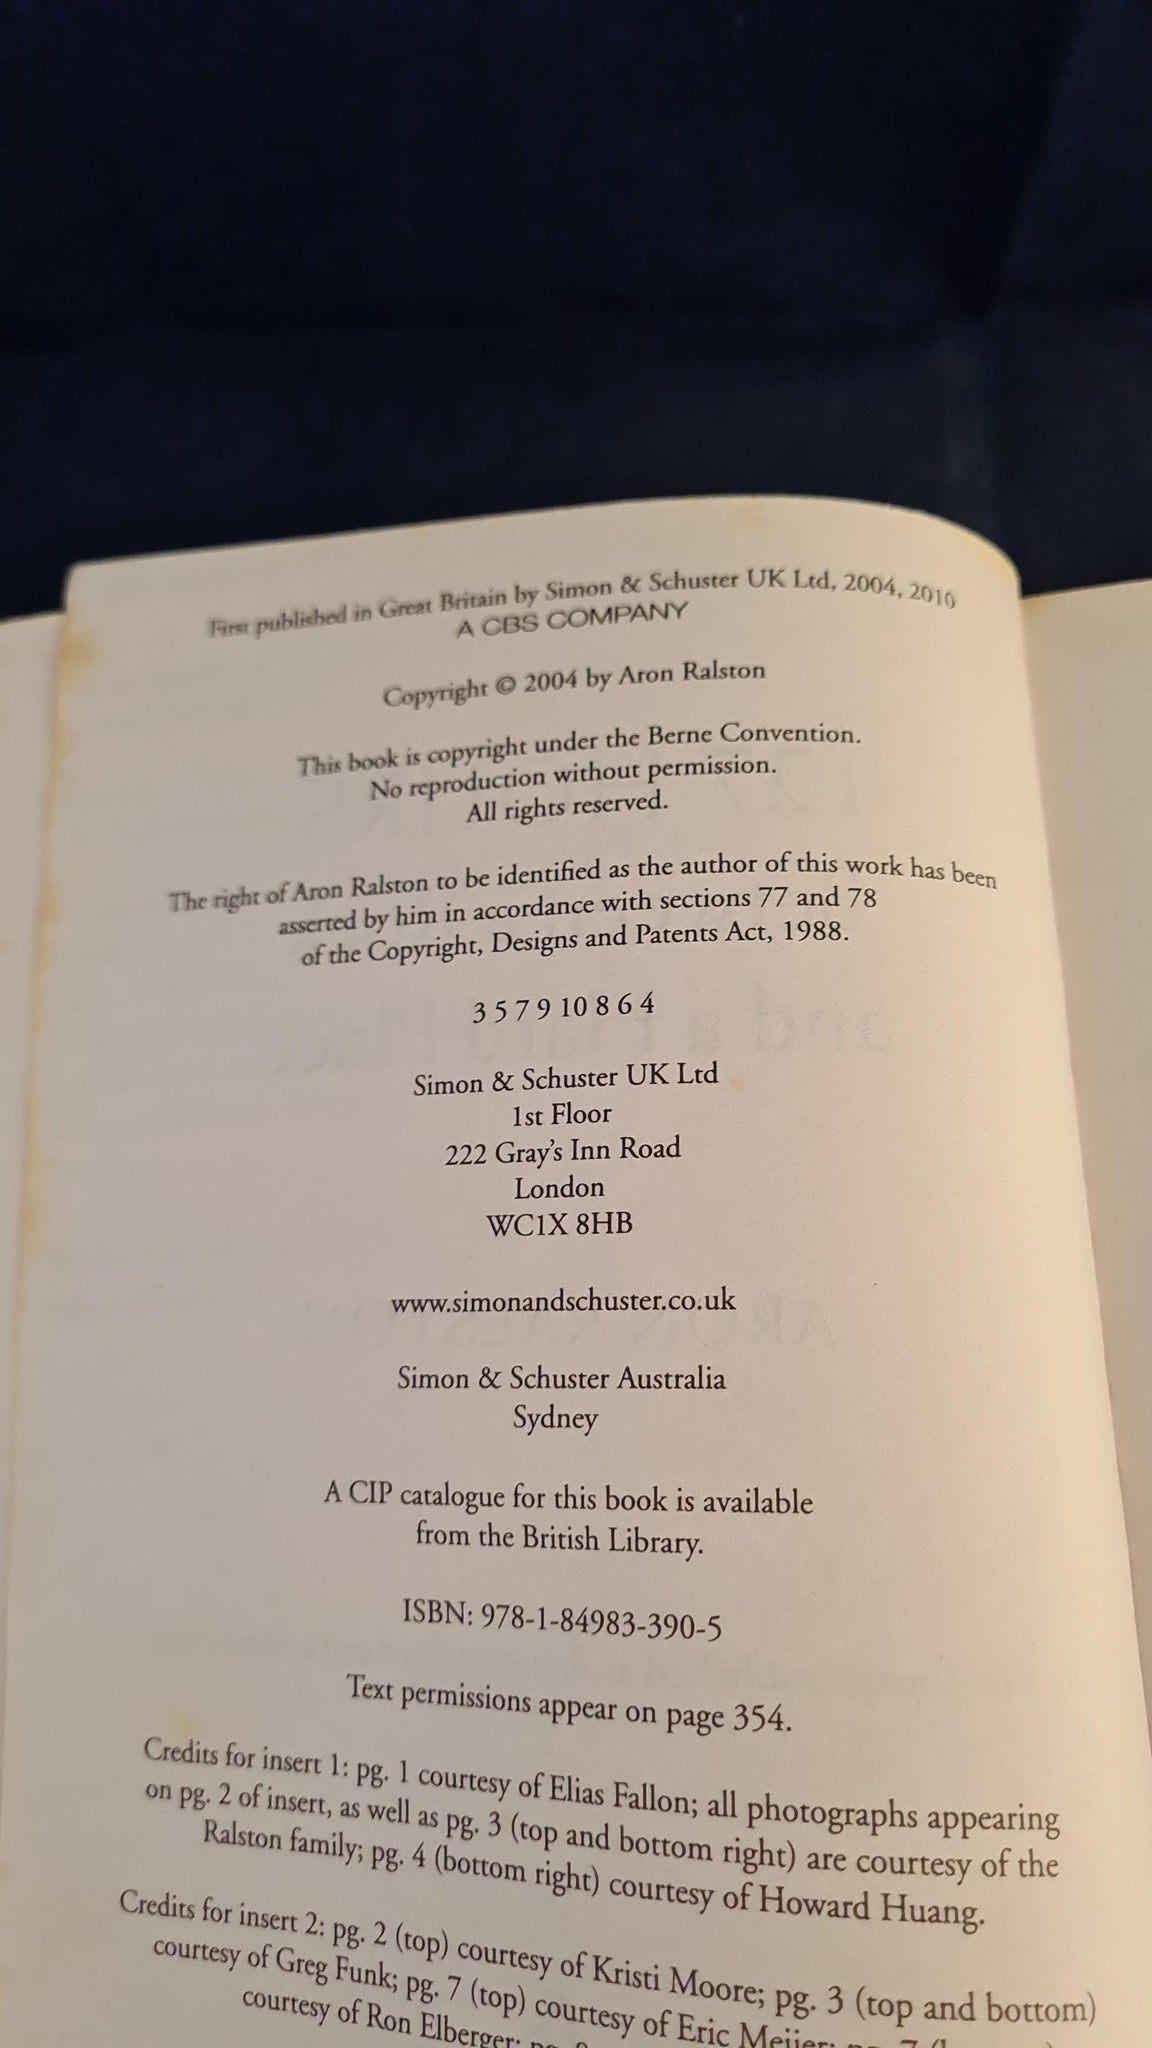 First published in Great Britain by Simon & Schuster UK Ltd, 2004, 2010
A CBS COMPANY
Copyright © 2004 by Aron Ralston
This book is copyright under the Berne Convention.
No reproduction without permission.
All rights reserved.
The right of Aron Ralston to be identified as the author of this work has been
asserted by him in accordance with sections 77 and 78
of the Copyright, Designs and Patents Act, 1988.
3 5 7 9 10 8 6 4
Simon & Schuster UK Ltd
1st Floor
222 Gray's Inn Road
London
WC1X 8HB
www.simonandschuster.co.uk
Simon & Schuster Australia
Sydney
A CIP catalogue for this book is available
from the British Library.
ISBN: 978-1-84983-390-5
Text permissions appear on page 354.
Credits for insert 1: pg. 1 courtesy of Elias Fallon; all photographs appearing
on pg. 2 of insert, as well as pg. 3 (top and bottom right) are courtesy of the
Ralston family; pg. 4 (bottom right) courtesy of Howard Huang.
Credits for insert 2: pg. 2 (top) courtesy of Kristi Moore; pg. 3 (top and bottom)
courtesy of Greg Funk; pg. 7 (top) courtesy of Eric Meijer;
courtesy of Ron Elberger;